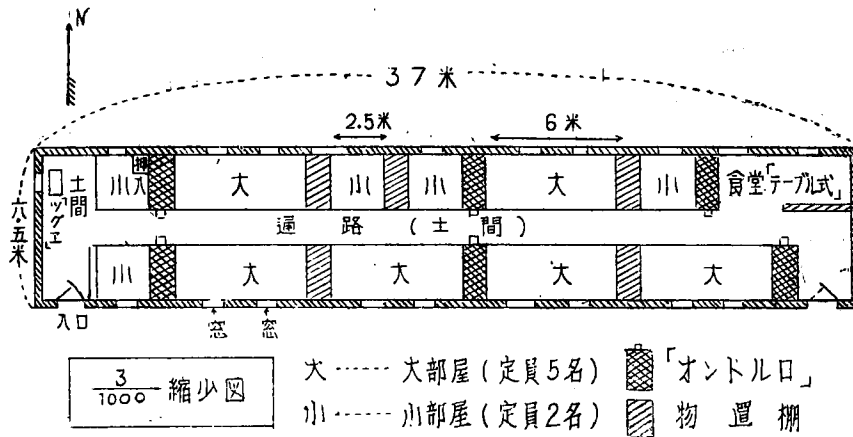 N
37米
2.5米
6米
六・五米
土間
「ツクエ」
小
押入
大
小
小
大
小
食堂「テーブル式」
通路(土間)
小
大
大
大
大
入口
窓
窓
3/1000 縮少図
大……大部屋(定員5名)
小……小部屋(定員2名)
「オンドル口」
物置棚